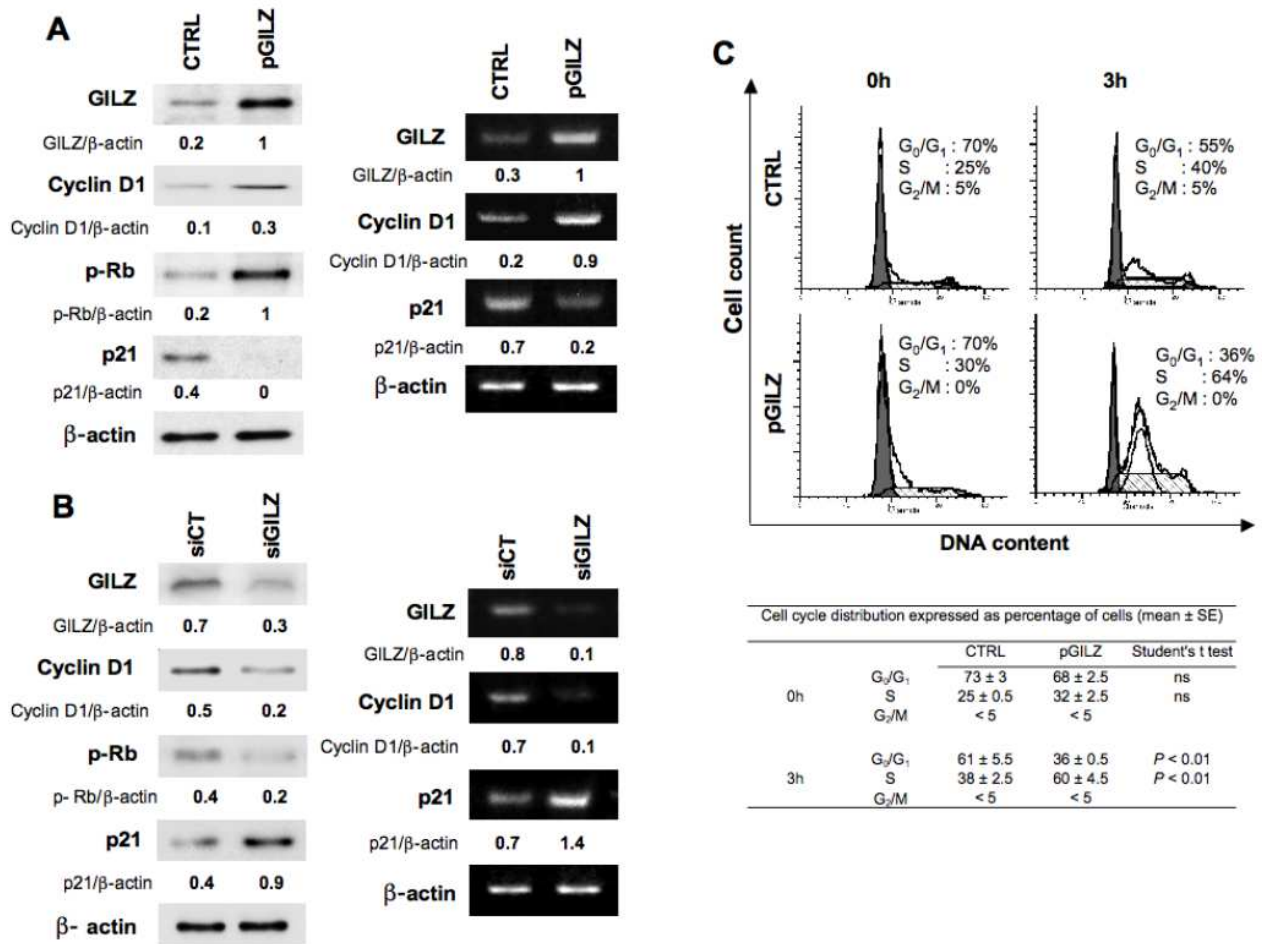 A
CTRL pGILZ
GILZ
GILZ/β-actin 0.2 1
Cyclin D1
Cyclin D1/β-actin 0.1 0.3
p-Rb
p-Rb/β-actin 0.2 1
p21
p21/β-actin 0.4 0
β-actin
CTRL pGILZ
GILZ
GILZ/β-actin 0.3 1
Cyclin D1
Cyclin D1/β-actin 0.2 0.9
p21
p21/β-actin 0.7 0.2
β-actin
B
siCT siGILZ
GILZ
GILZ/β-actin 0.7 0.3
Cyclin D1
Cyclin D1/β-actin 0.5 0.2
p-Rb
p- Rb/β-actin 0.4 0.2
p21
p21/β-actin 0.4 0.9
β- actin
siCT siGILZ
GILZ
GILZ/β-actin 0.8 0.1
Cyclin D1
Cyclin D1/β-actin 0.7 0.1
p21
p21/β-actin 0.7 1.4
β-actin
C
0h 3h
Cell count
CTRL
G0/G1 : 70%
S : 25%
G2/M : 5%
G0/G1 : 55%
S : 40%
G2/M : 5%
pGILZ
G0/G1 : 70%
S : 30%
G2/M : 0%
G0/G1 : 36%
S : 64%
G2/M : 0%
DNA content
Cell cycle distribution expressed as percentage of cells (mean ± SE)
CTRL pGILZ Student's t test
G0/G1 73 ± 3 68 ± 2.5 ns
0h S 25 ± 0.5 32 ± 2.5 ns
G2/M < 5 < 5
G0/G1 61 ± 5.5 36 ± 0.5 P < 0.01
3h S 38 ± 2.5 60 ± 4.5 P < 0.01
G2/M < 5 < 5